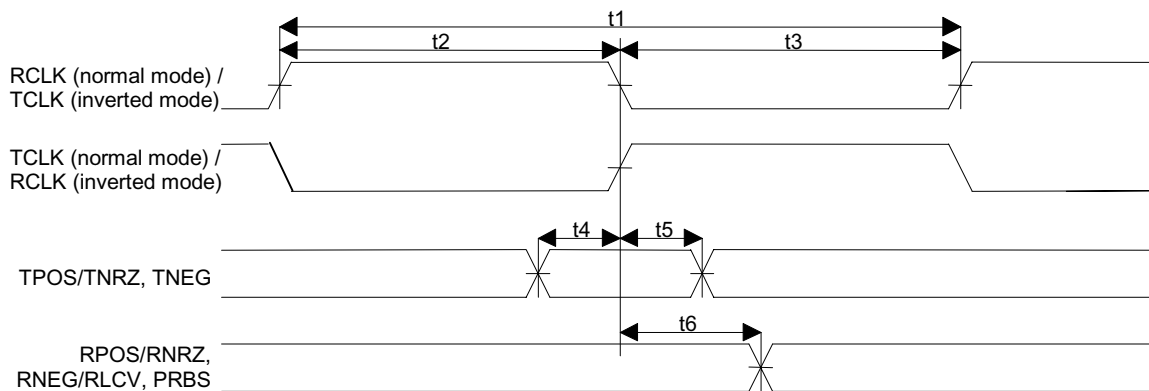 t1
t2
t3
RCLK (normal mode) /
TCLK (inverted mode)
TCLK (normal mode) /
RCLK (inverted mode)
t4
t5
TPOS/TNRZ, TNEG
t6
RPOS/RNRZ,
RNEG/RLCV, PRBS